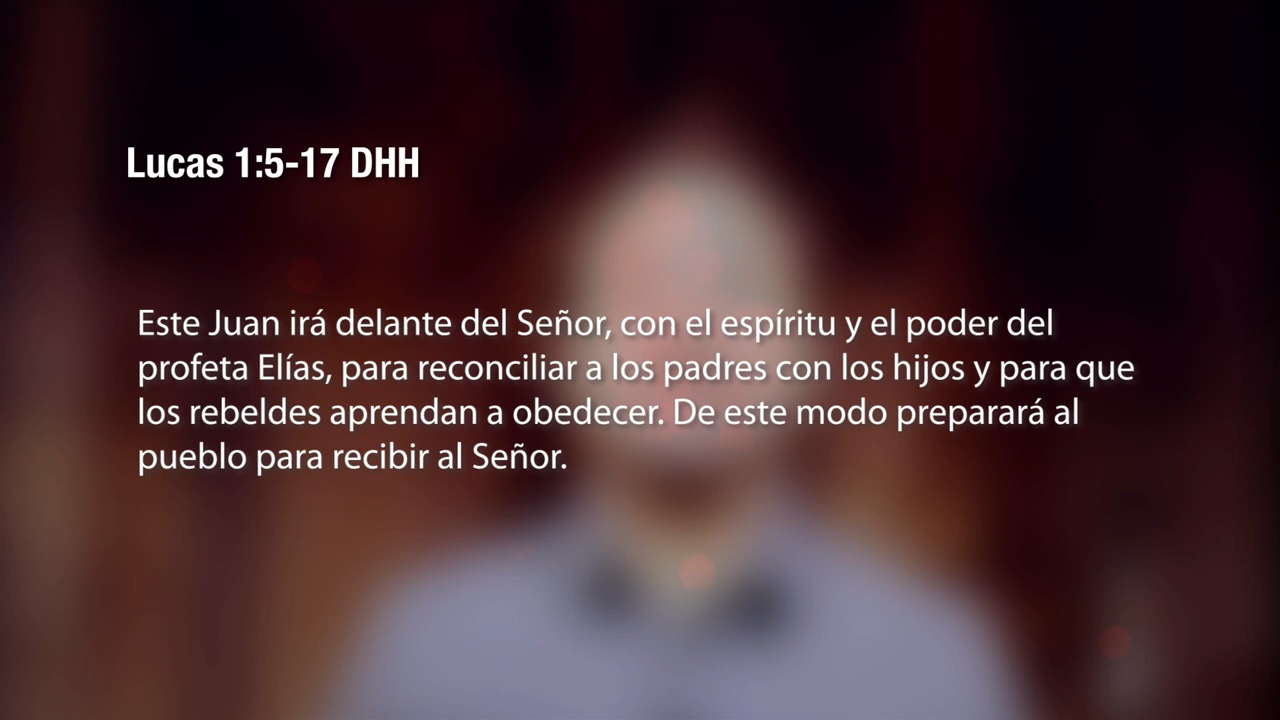 Lucas 1:5-17 DHH
Este Juan irá delante del Señor, con el espíritu y el poder del
profeta Elías, para reconciliar a los padres con los hijos y para que
los rebeldes aprendan a obedecer. De este modo preparará al
pueblo para recibir al Señor.